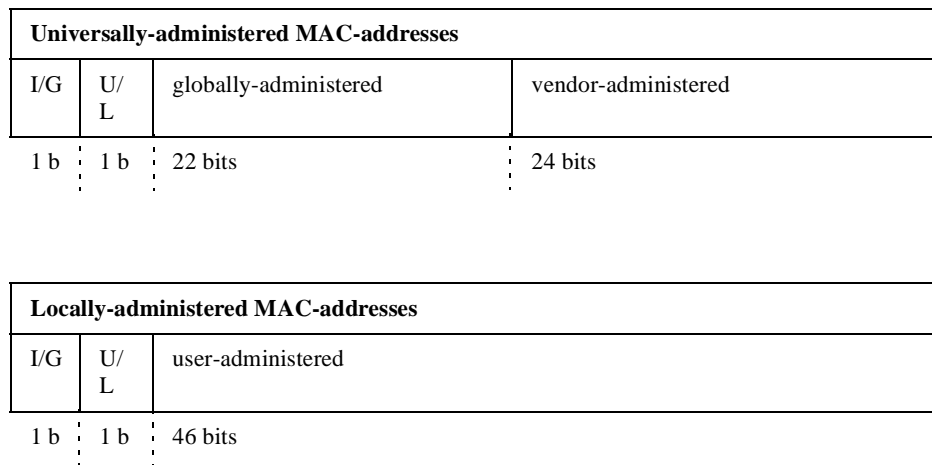 Universally-administered MAC-addresses
I/G U/ globally-administered vendor-administered
L
1 b 1 b 22 bits 24 bits
Locally-administered MAC-addresses
I/G U/ user-administered
L
1 b 1 b 46 bits